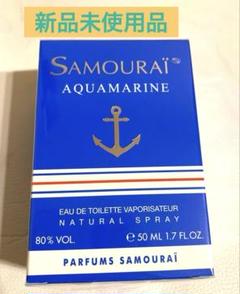 新品未使用品
SAMOURAÏ
AQUAMARINE
EAU DE TOILETTE VAPORISATEUR
NATURAL SPRAY
80% VOL.
℮ 50 ML 1.7 FL.OZ.
PARFUMS SAMOURAÏ